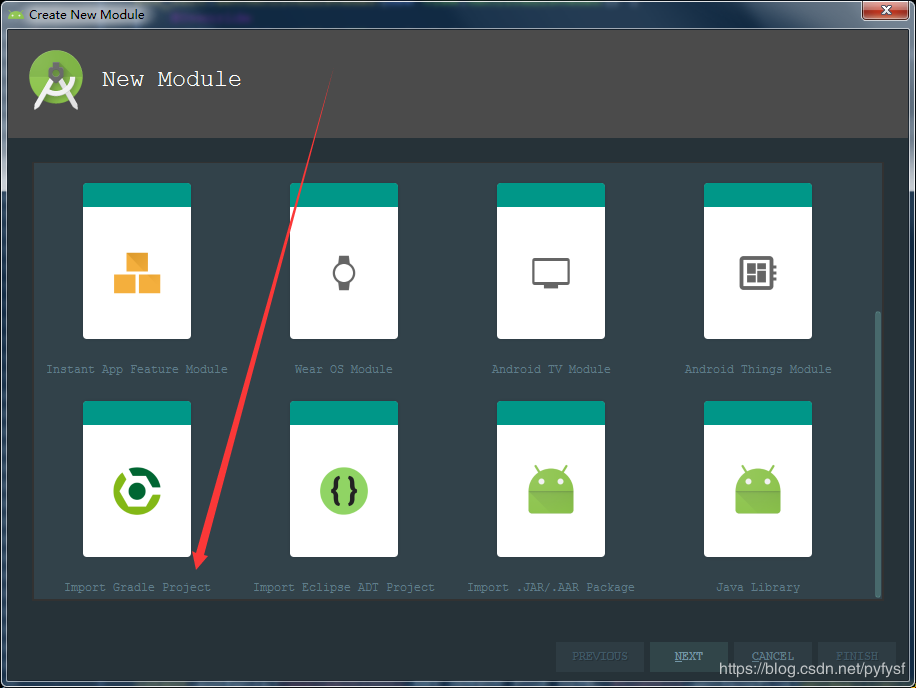 Create New Module
New Module
Instant App Feature Module
Wear OS Module
Android TV Module
Android Things Module
{}
Import Gradle Project
Import Eclipse ADT Project
Import .JAR/.AAR Package
Java Library
PREVIOUS
NEXT
CANCEL
FINISH
https://blog.csdn.net/pyfysf